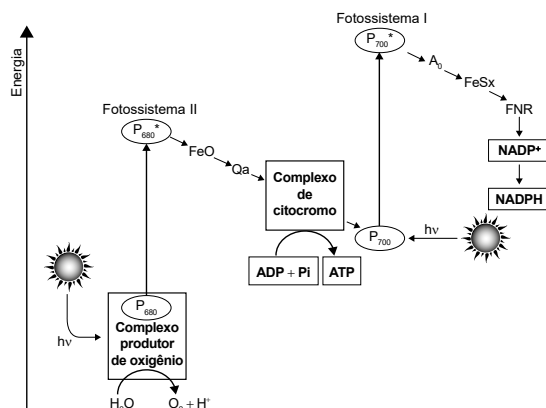 Energia
Fotossistema I
P700*
A0
FeSx
FNR
NADP+
NADPH
Fotossistema II
P680*
FeO
Qa
Complexo
de
citocromo
P700
hν
ADP + Pi
ATP
hν
P680
Complexo
produtor
de oxigênio
H2O
O2 + H+